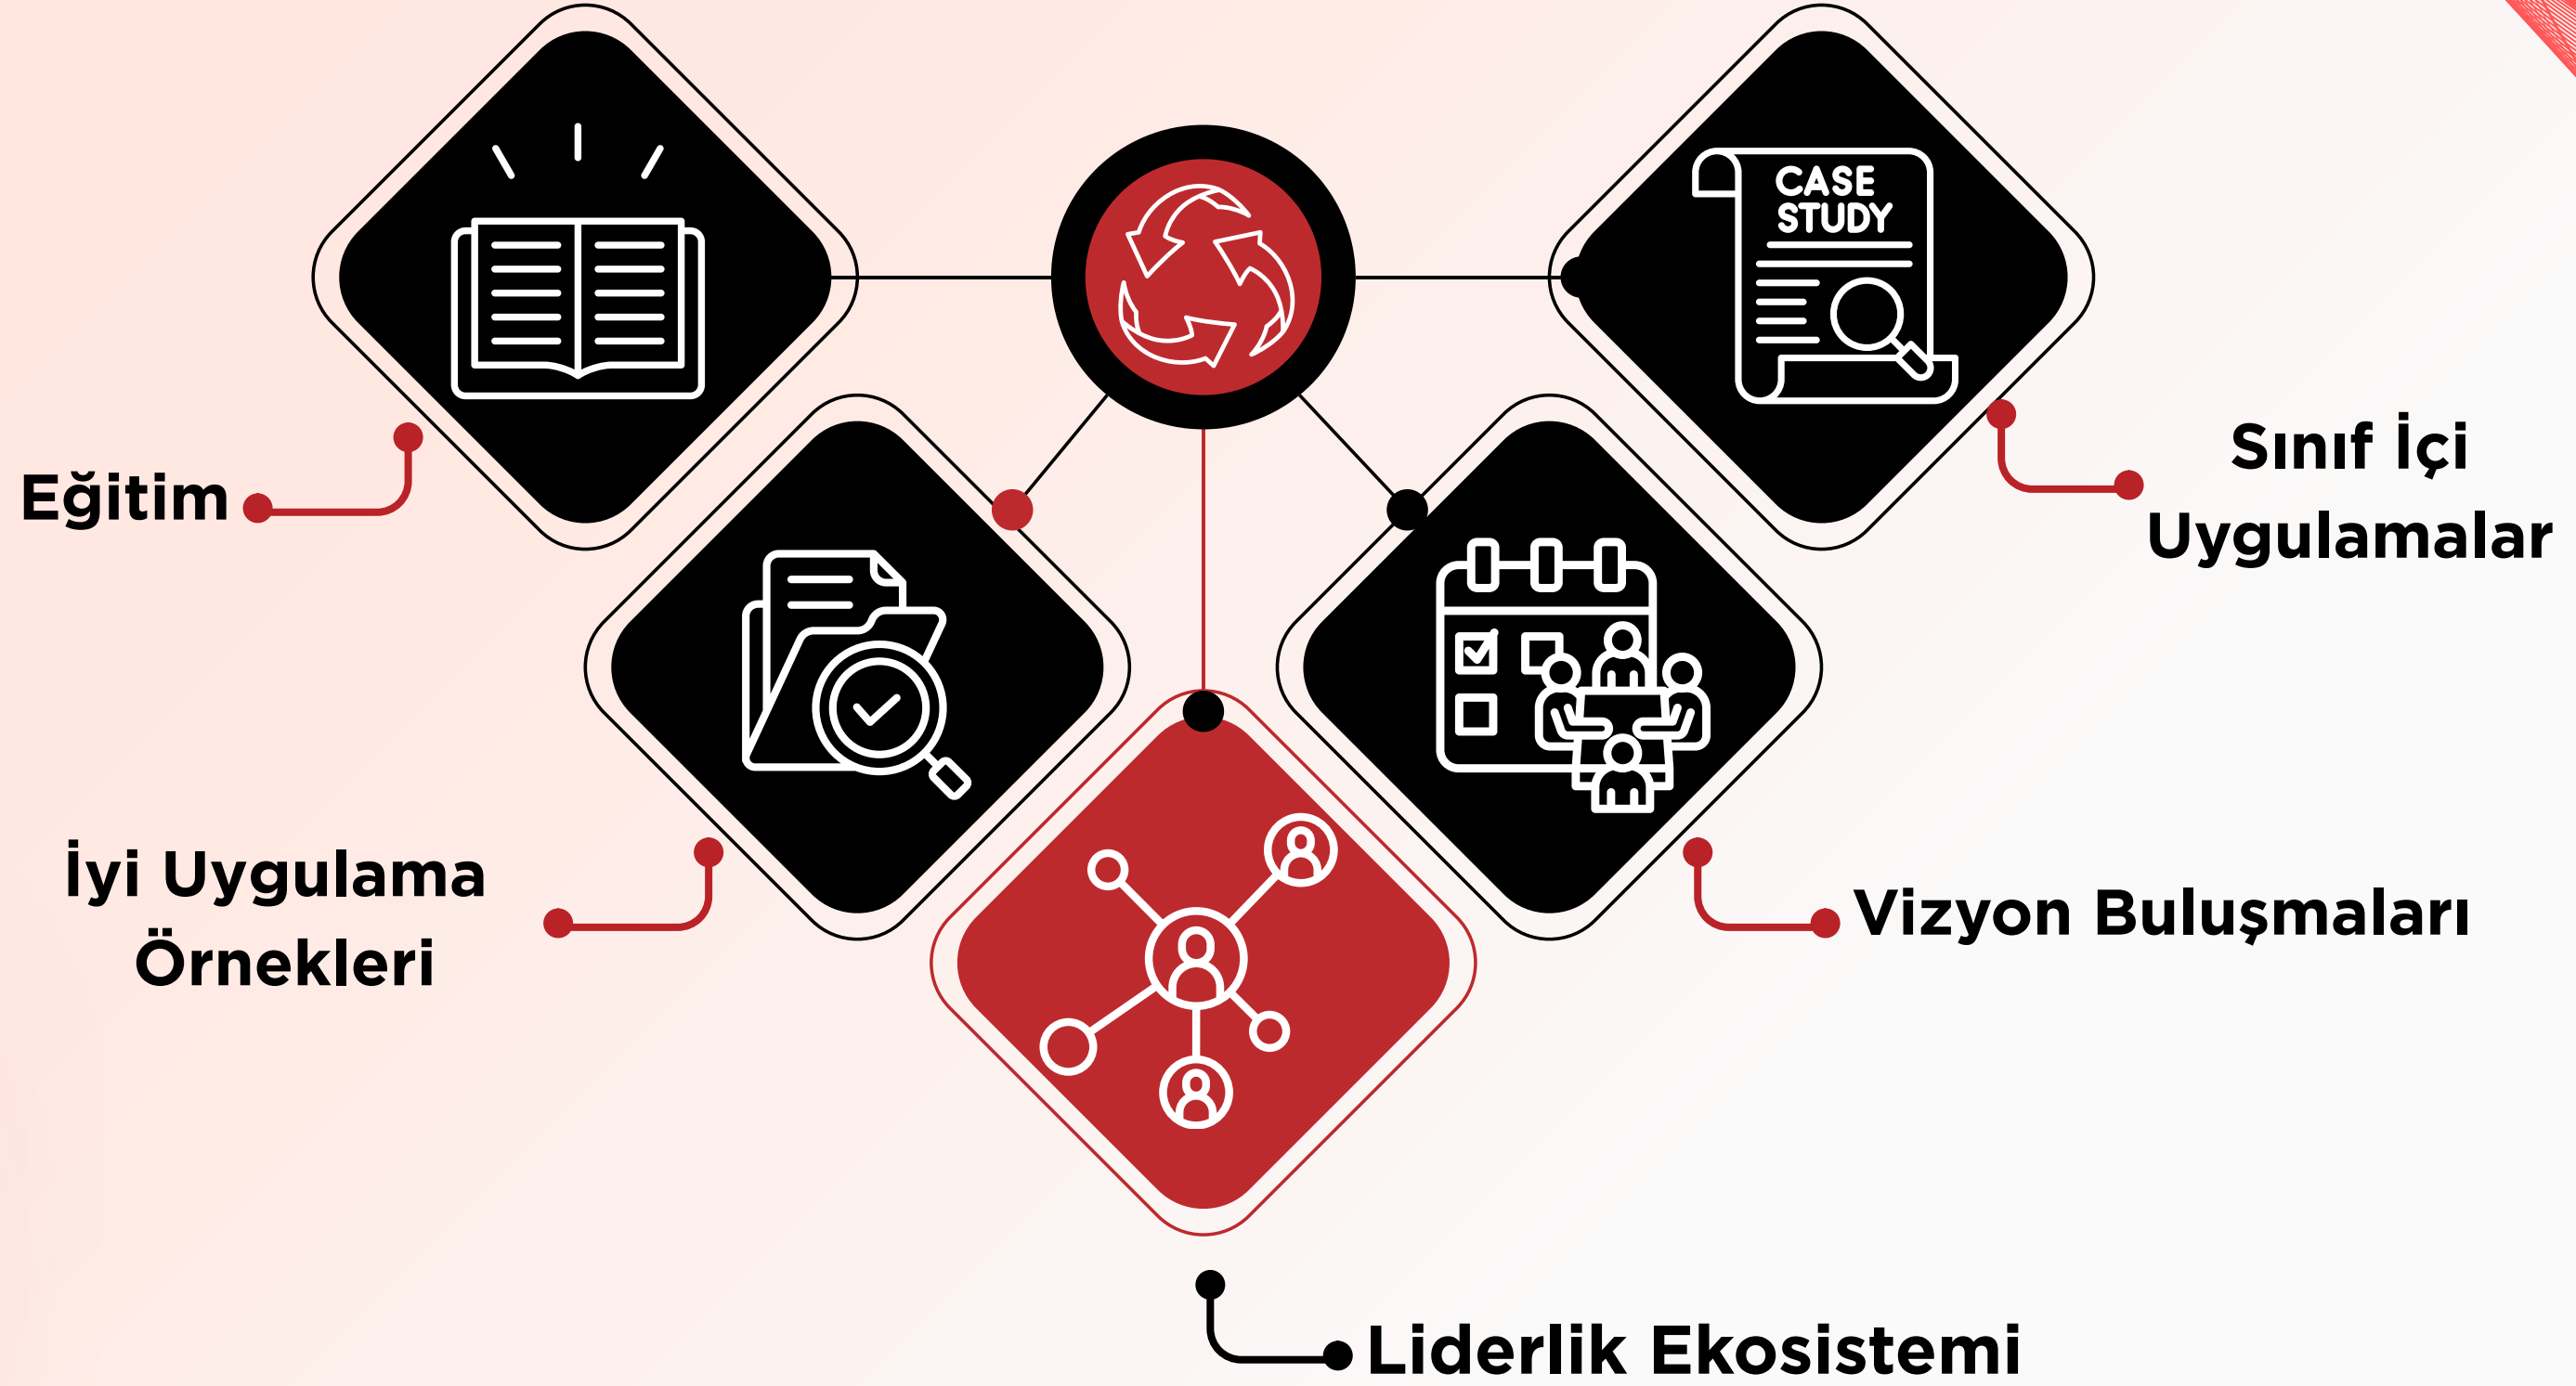 CASE
STUDY
Eğitim
Sınıf İçi
Uygulamalar
İyi Uygulama
Örnekleri
Vizyon Buluşmaları
Liderlik Ekosistemi